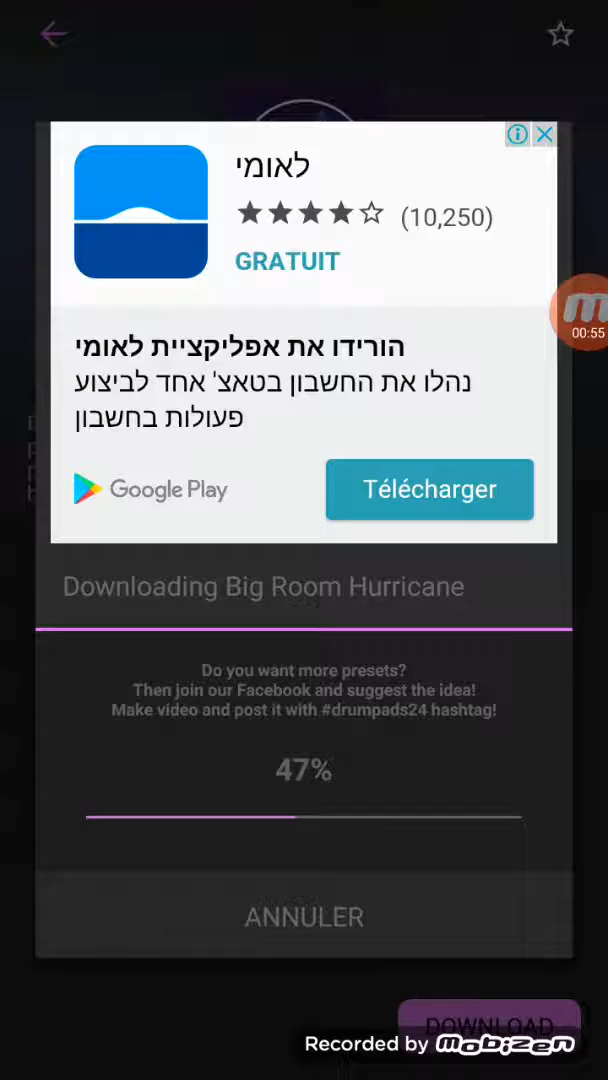 לאומי
(10,250)
GRATUIT
00:55
הורידו את אפליקציית לאומי
נהלו את החשבון בטאצ' אחד לביצוע
פעולות בחשבון
Google Play
Télécharger
Downloading Big Room Hurricane
Do you want more presets?
Then join our Facebook and suggest the idea!
Make video and post it with #drumpads24 hashtag!
47%
ANNULER
DOWNLOAD
Recorded by mobizen